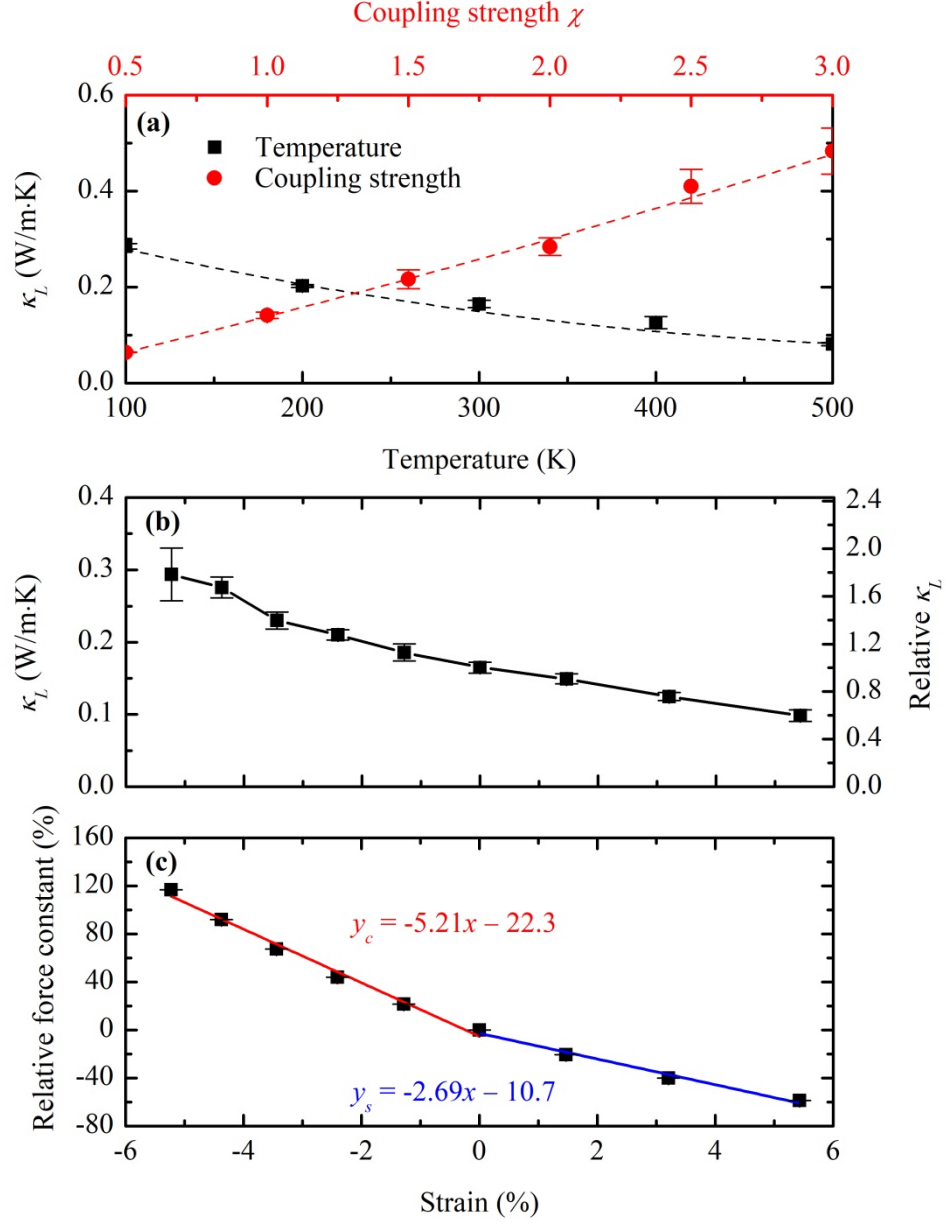 Coupling strength χ
0.5 1.0 1.5 2.0 2.5 3.0
0.6
(a)
Temperature
Coupling strength
0.4
κL (W/m·K)
0.2
0.0
100 200 300 400 500
Temperature (K)
0.4
(b)
2.4
0.3
2.0
κL (W/m·K)
1.6
0.2
1.2
Relative κL
0.1
0.8
0.4
0.0
0.0
Relative force constant (%)
160
(c)
120
yc = -5.21x − 22.3
80
40
0
-40
ys = -2.69x − 10.7
-80
-6 -4 -2 0 2 4 6
Strain (%)